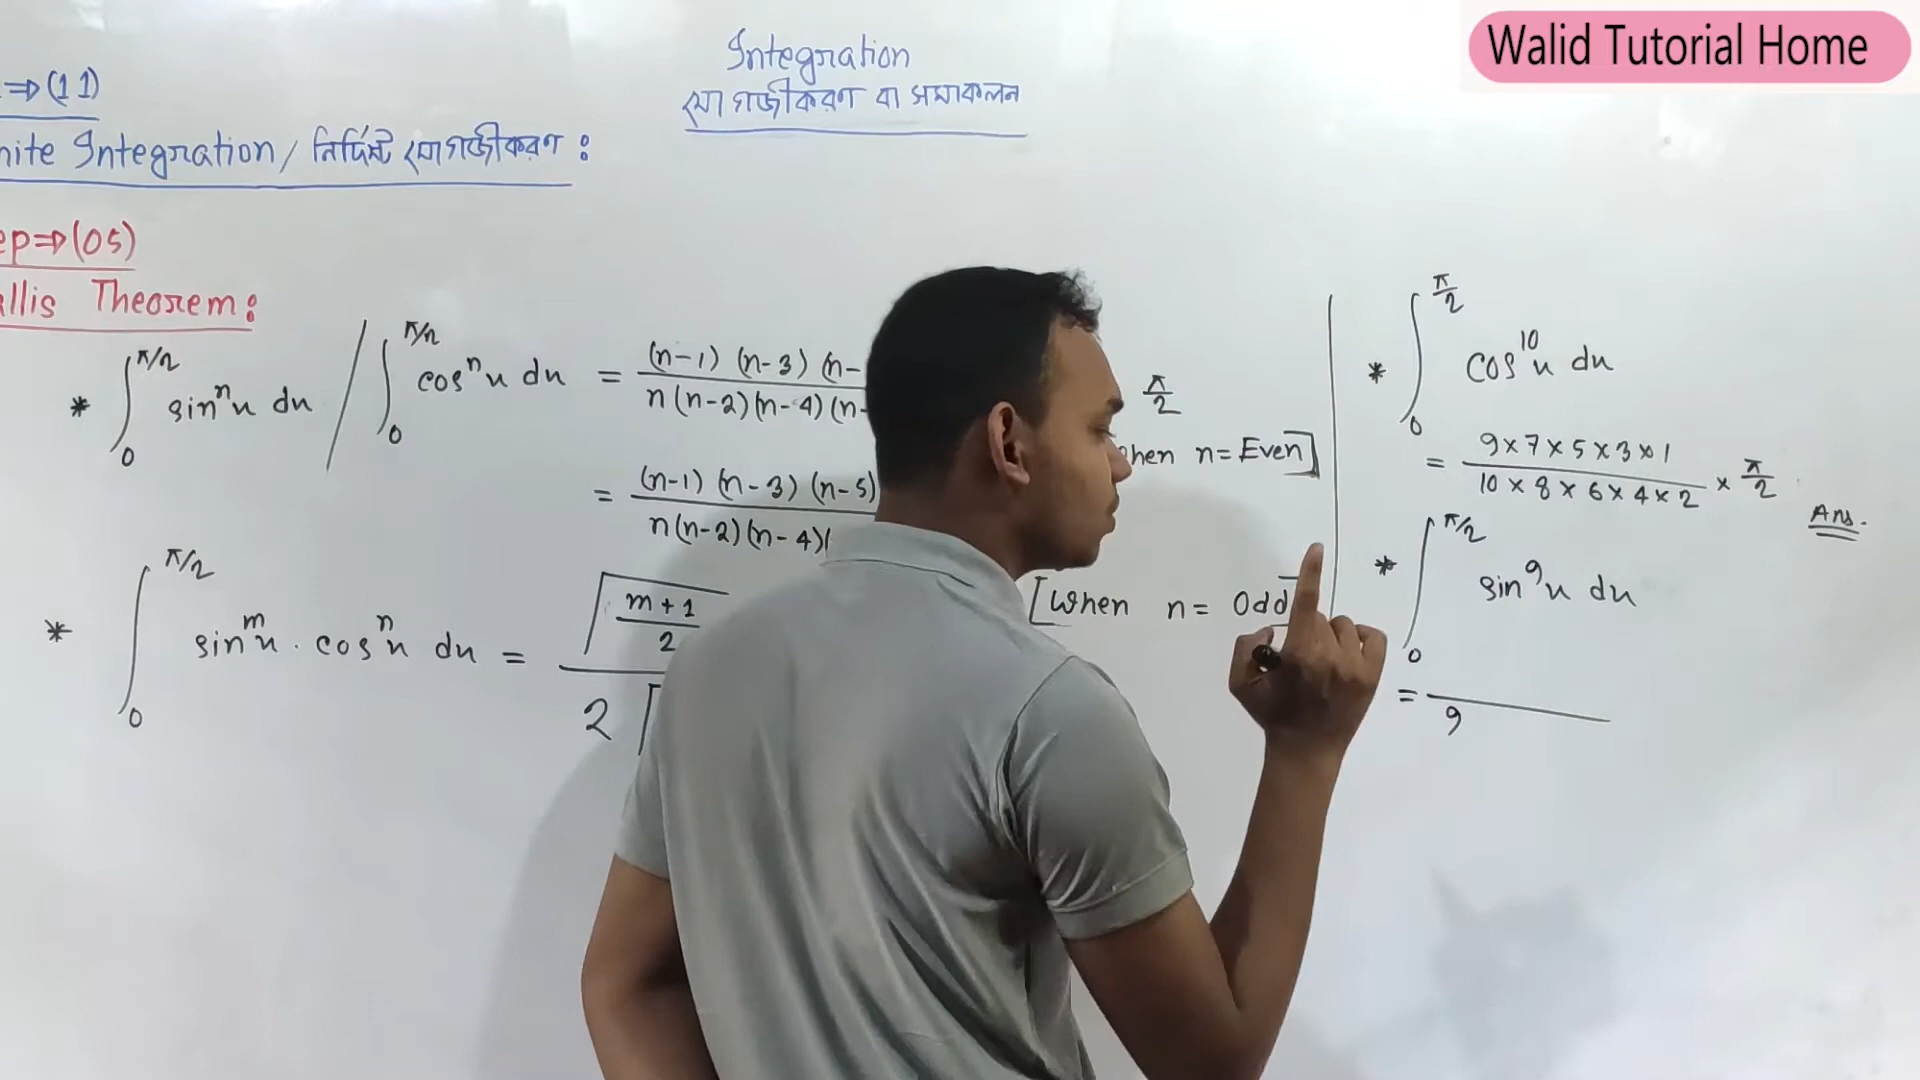 Walid Tutorial Home
Integration
যোগজীকরণ বা সমাকলন
⇒(11)
nite Integration/নির্দিষ্ট যোগজীকরণ:
ep⇒(05)
allis Theorem:
* ∫₀^{π/2} sinⁿx dx / ∫₀^{π/2} cosⁿx dx = (n-1) (n-3) (n- / n(n-2)(n-4)(n- π/2
hen n=Even]
= (n-1) (n-3) (n-5) / n(n-2)(n-4)(
[When n= Odd]
* ∫₀^{π/2} sin^m x . cos^n x dx = Γ(m+1)/2 / 2 Γ
* ∫₀^{π/2} cos¹⁰x dx
= 9×7×5×3×1 / 10×8×6×4×2 × π/2
Ans.
* ∫₀^{π/2} sin⁹x dx
= / 9